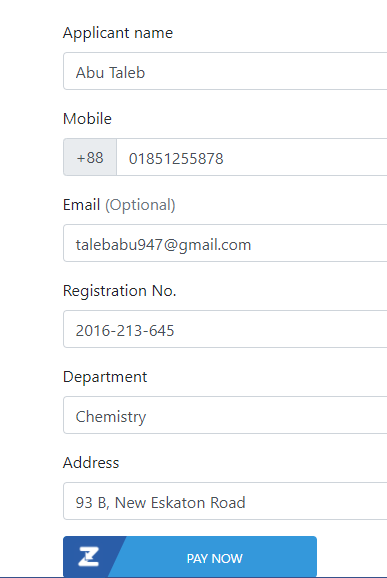 Applicant name
Abu Taleb
Mobile
+88 01851255878
Email (Optional)
talebabu947@gmail.com
Registration No.
2016-213-645
Department
Chemistry
Address
93 B, New Eskaton Road
Z PAY NOW